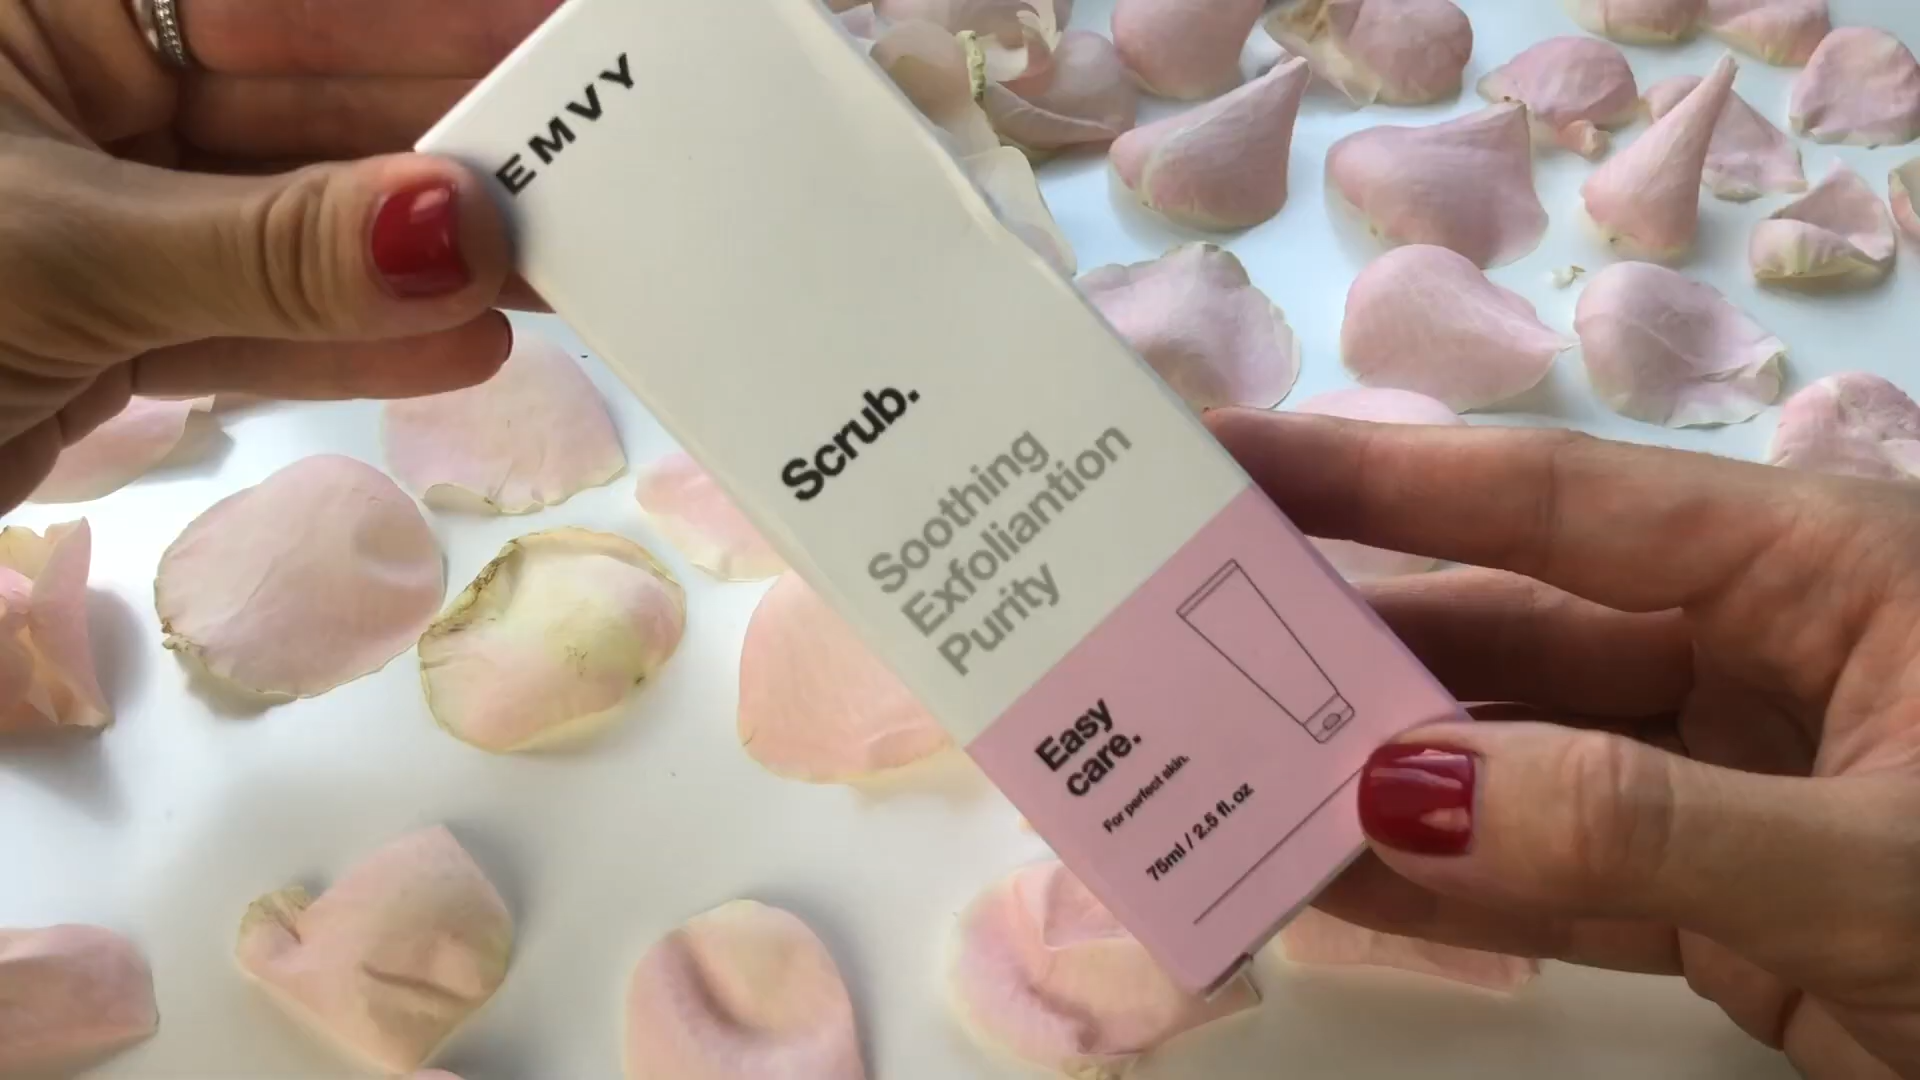 EMVY
Scrub.
Soothing
Exfoliantion
Purity
Easy
care.
For perfect skin.
75ml / 2.5 fl. oz